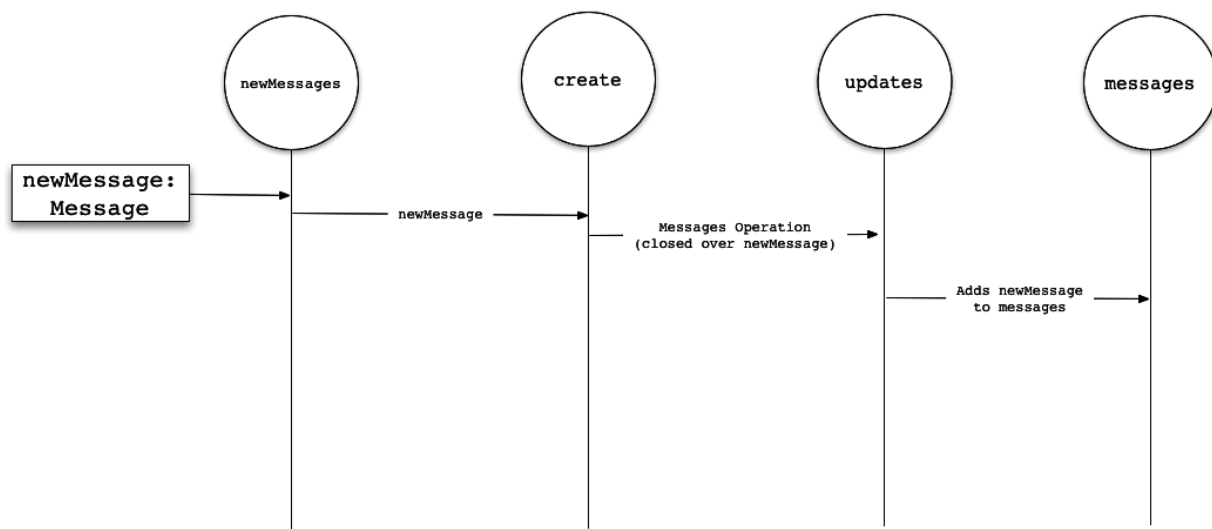 newMessages
create
updates
messages
newMessage:
Message
newMessage
Messages Operation
(closed over newMessage)
Adds newMessage
to messages